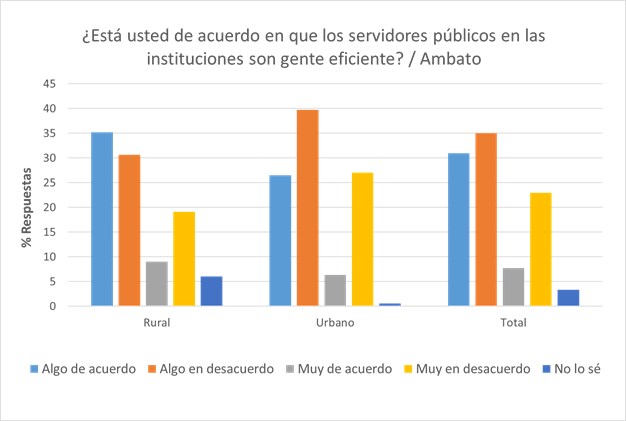 ¿Está usted de acuerdo en que los servidores públicos en las
instituciones son gente eficiente? / Ambato
% Respuestas
45
40
35
30
25
20
15
10
5
0
Rural
Urbano
Total
Algo de acuerdo
Algo en desacuerdo
Muy de acuerdo
Muy en desacuerdo
No lo sé